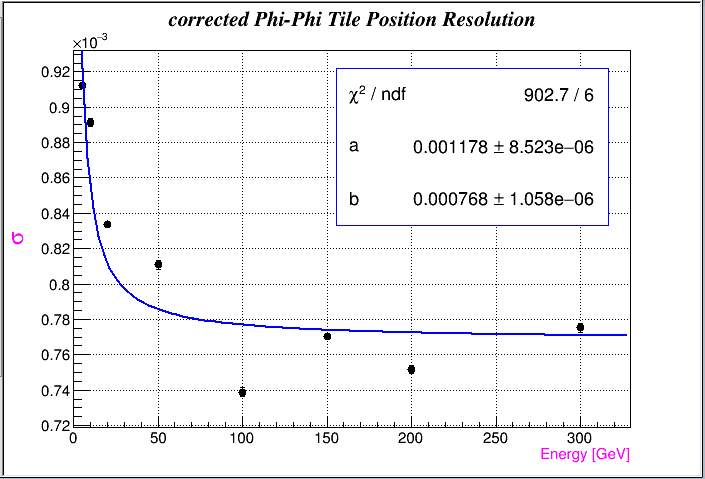 corrected Phi-Phi Tile Position Resolution
×10⁻³
0.92
0.9
0.88
0.86
0.84
0.82
0.8
0.78
0.76
0.74
0.72
σ
χ² / ndf 902.7 / 6
a 0.001178 ± 8.523e−06
b 0.000768 ± 1.058e−06
0 50 100 150 200 250 300
Energy [GeV]